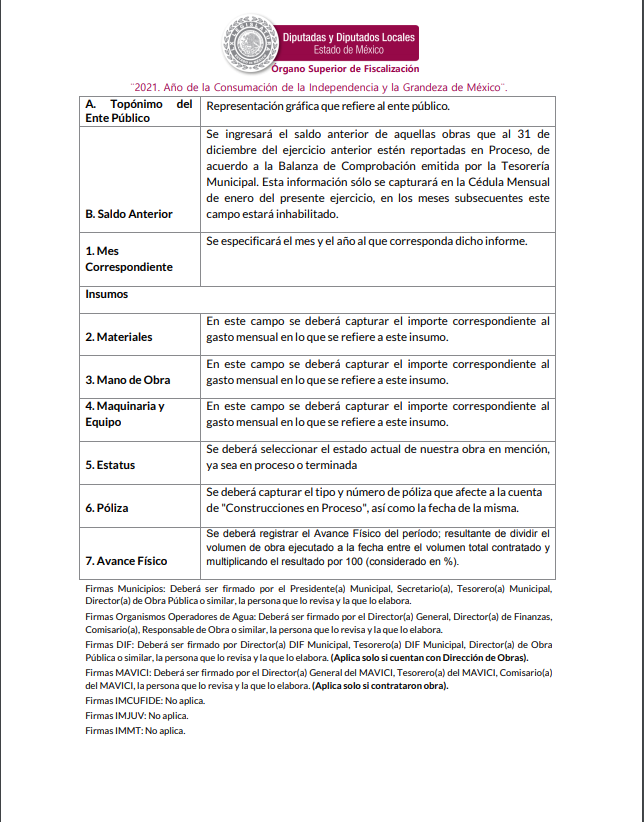 Diputadas y Diputados Locales
Estado de México
Órgano Superior de Fiscalización
¨2021. Año de la Consumación de la Independencia y la Grandeza de México¨.
A. Topónimo del
Ente Público
Representación gráfica que refiere al ente público.
B. Saldo Anterior
Se ingresará el saldo anterior de aquellas obras que al 31 de
diciembre del ejercicio anterior estén reportadas en Proceso, de
acuerdo a la Balanza de Comprobación emitida por la Tesorería
Municipal. Esta información sólo se capturará en la Cédula Mensual
de enero del presente ejercicio, en los meses subsecuentes este
campo estará inhabilitado.
1. Mes
Correspondiente
Se especificará el mes y el año al que corresponda dicho informe.
Insumos
2. Materiales
En este campo se deberá capturar el importe correspondiente al
gasto mensual en lo que se refiere a este insumo.
3. Mano de Obra
En este campo se deberá capturar el importe correspondiente al
gasto mensual en lo que se refiere a este insumo.
4. Maquinaria y
Equipo
En este campo se deberá capturar el importe correspondiente al
gasto mensual en lo que se refiere a este insumo.
5. Estatus
Se deberá seleccionar el estado actual de nuestra obra en mención,
ya sea en proceso o terminada
6. Póliza
Se deberá capturar el tipo y número de póliza que afecte a la cuenta
de "Construcciones en Proceso", así como la fecha de la misma.
7. Avance Físico
Se deberá registrar el Avance Físico del período; resultante de dividir el
volumen de obra ejecutado a la fecha entre el volumen total contratado y
multiplicando el resultado por 100 (considerado en %).
Firmas Municipios: Deberá ser firmado por el Presidente(a) Municipal, Secretario(a), Tesorero(a) Municipal,
Director(a) de Obra Pública o similar, la persona que lo revisa y la que lo elabora.
Firmas Organismos Operadores de Agua: Deberá ser firmado por el Director(a) General, Director(a) de Finanzas,
Comisario(a), Responsable de Obra o similar, la persona que lo revisa y la que lo elabora.
Firmas DIF: Deberá ser firmado por Director(a) DIF Municipal, Tesorero(a) DIF Municipal, Director(a) de Obra
Pública o similar, la persona que lo revisa y la que lo elabora. (Aplica solo si cuentan con Dirección de Obras).
Firmas MAVICI: Deberá ser firmado por el Director(a) General del MAVICI, Tesorero(a) del MAVICI, Comisario(a)
del MAVICI, la persona que lo revisa y la que lo elabora. (Aplica solo si contrataron obra).
Firmas IMCUFIDE: No aplica.
Firmas IMJUV: No aplica.
Firmas IMMT: No aplica.